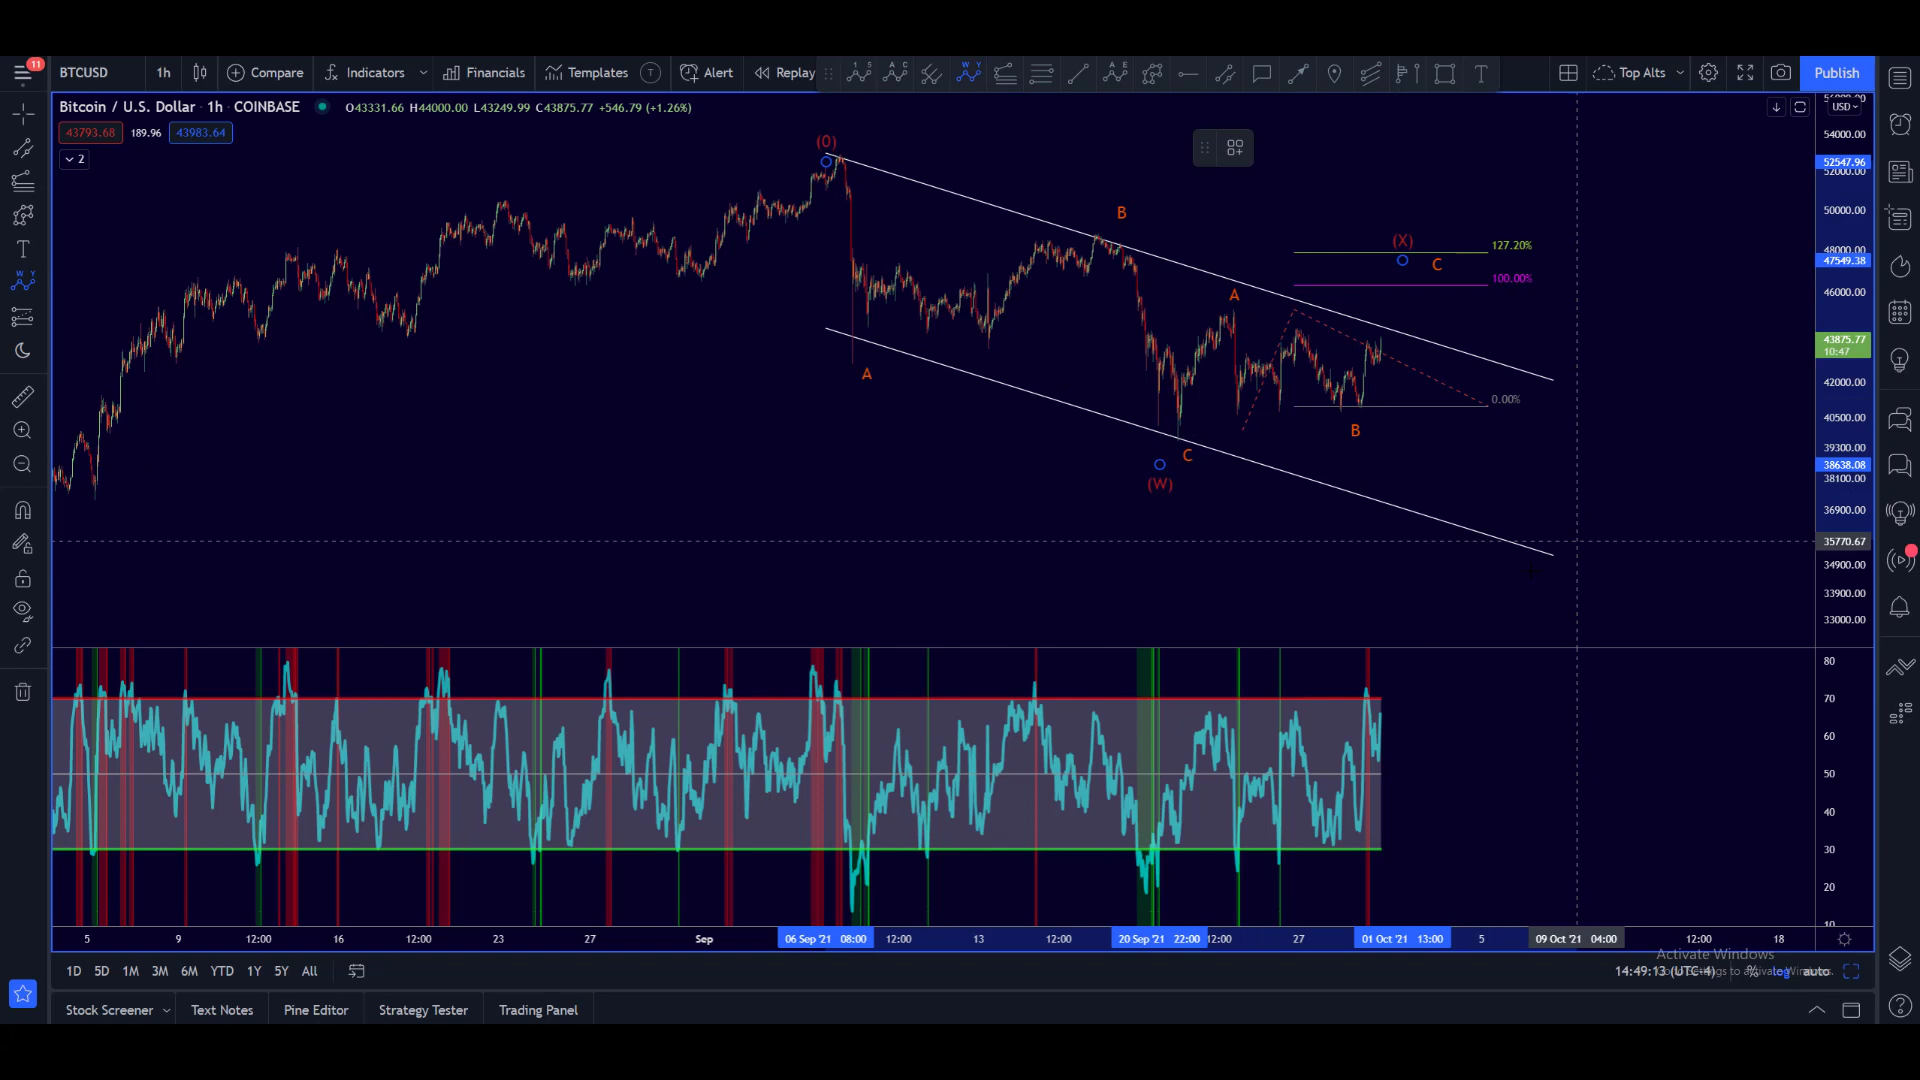 11
BTCUSD 1h Compare Indicators Financials Templates T Alert Replay 1 5 A C W Y A E T Top Alts Publish
Bitcoin / U.S. Dollar · 1h · COINBASE O43331.66 H44000.00 L43249.99 C43875.77 +546.79 (+1.26%)
USD
43793.68 189.96 43983.64
2
54000.00
(0)
52547.96
52000.00
50000.00
B
48000.00
47549.38
(X) 127.20%
C
100.00%
46000.00
A
43875.77
10:47
A
42000.00
0.00%
40500.00
B
39300.00
C
38638.08
38100.00
(W)
36900.00
35770.67
34900.00
33900.00
33000.00
80
70
60
50
40
30
20
10
5 9 12:00 16 12:00 23 27 Sep 06 Sep '21 08:00 12:00 13 12:00 20 Sep '21 22:00 12:00 27 01 Oct '21 13:00 5 09 Oct '21 04:00 12:00 18
Activate Windows
1D 5D 1M 3M 6M YTD 1Y 5Y All 14:49:13 (UTC-4) % log auto
Stock Screener Text Notes Pine Editor Strategy Tester Trading Panel